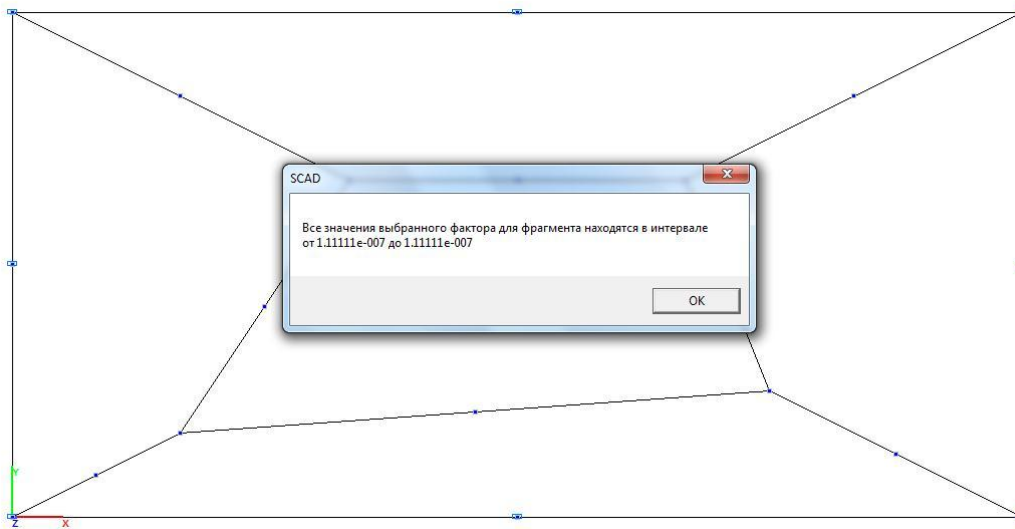 SCAD
Все значения выбранного фактора для фрагмента находятся в интервале
от 1.11111e-007 до 1.11111e-007
OK
Y
Z X